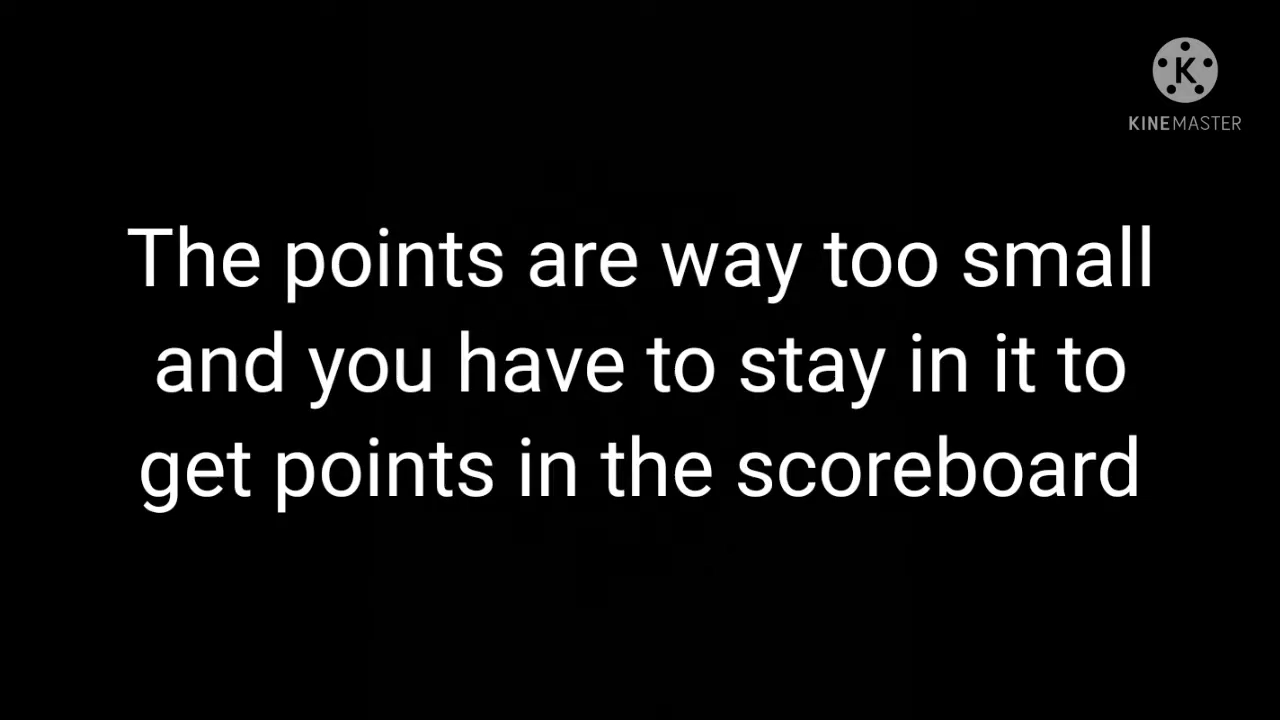 K
KINEMASTER
The points are way too small
and you have to stay in it to
get points in the scoreboard